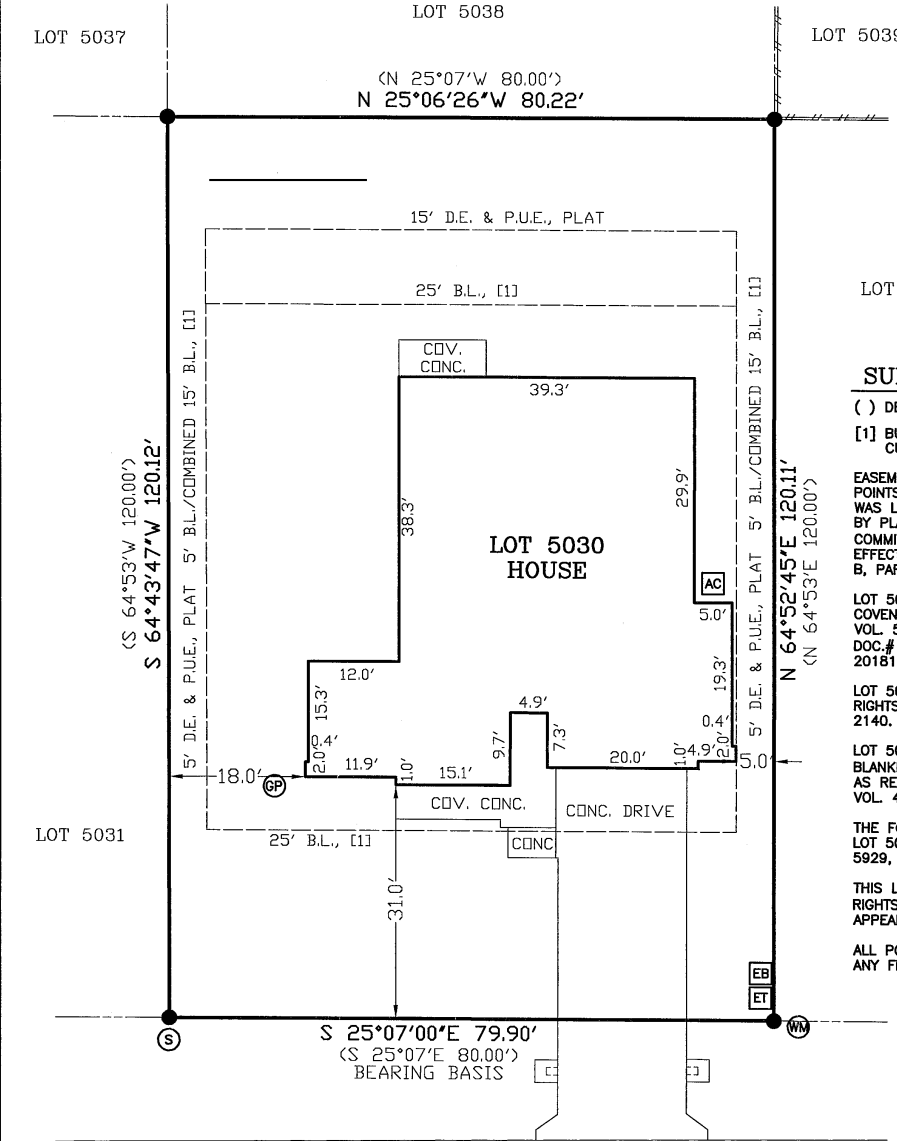 LOT 5038
LOT 5037
LOT 5039
(N 25°07'W 80.00')
N 25°06'26"W 80.22'
15' D.E. & P.U.E., PLAT
25' B.L., [1]
LOT
5' D.E. & P.U.E., PLAT 5' B.L./COMBINED 15' B.L., [1]
5' D.E. & P.U.E., PLAT 5' B.L./COMBINED 15' B.L., [1]
COV.
CONC.
39.3'
(S 64°53'W 120.00')
S 64°43'47"W 120.12'
38.3'
29.9'
N 64°52'45"E 120.11'
(N 64°53'E 120.00')
LOT 5030
HOUSE
AC
5.0'
12.0'
15.3'
19.3'
4.9'
0.4'
0.4'
2.0'
11.9'
1.0'
15.1'
9.7'
7.3'
20.0'
1.0'
4.9'
2.0'
5.0'
18.0'
GP
COV. CONC.
CONC. DRIVE
CONC
25' B.L., [1]
LOT 5031
31.0'
EB
ET
S
WM
S 25°07'00"E 79.90'
(S 25°07'E 80.00')
BEARING BASIS
( )
[1]
EASEM
POINTS
WAS L
BY PL
COMMI
EFFECT
B, PA
LOT 50
COVEN
VOL. 5
DOC.#
20181
LOT 50
RIGHTS
2140.
LOT 50
BLANK
AS RE
VOL. 4
THE F
LOT 50
5929,
THIS L
RIGHTS
APPEA
ALL P
ANY F